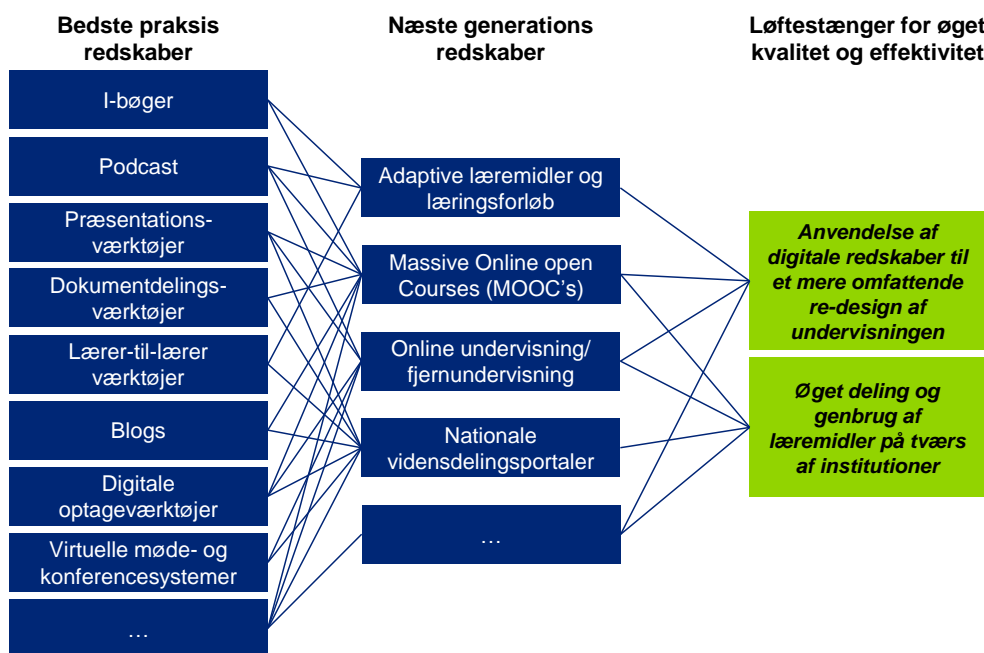 Bedste praksis
redskaber
Næste generations
redskaber
Løftestænger for øget
kvalitet og effektivitet
I-bøger
Podcast
Præsentations-
værktøjer
Dokumentdelings-
værktøjer
Lærer-til-lærer
værktøjer
Blogs
Digitale
optageværktøjer
Virtuelle møde- og
konferencesystemer
…
Adaptive læremidler og
læringsforløb
Massive Online open
Courses (MOOC's)
Online undervisning/
fjernundervisning
Nationale
vidensdelingsportaler
…
Anvendelse af
digitale redskaber til
et mere omfattende
re-design af
undervisningen
Øget deling og
genbrug af
læremidler på tværs
af institutioner